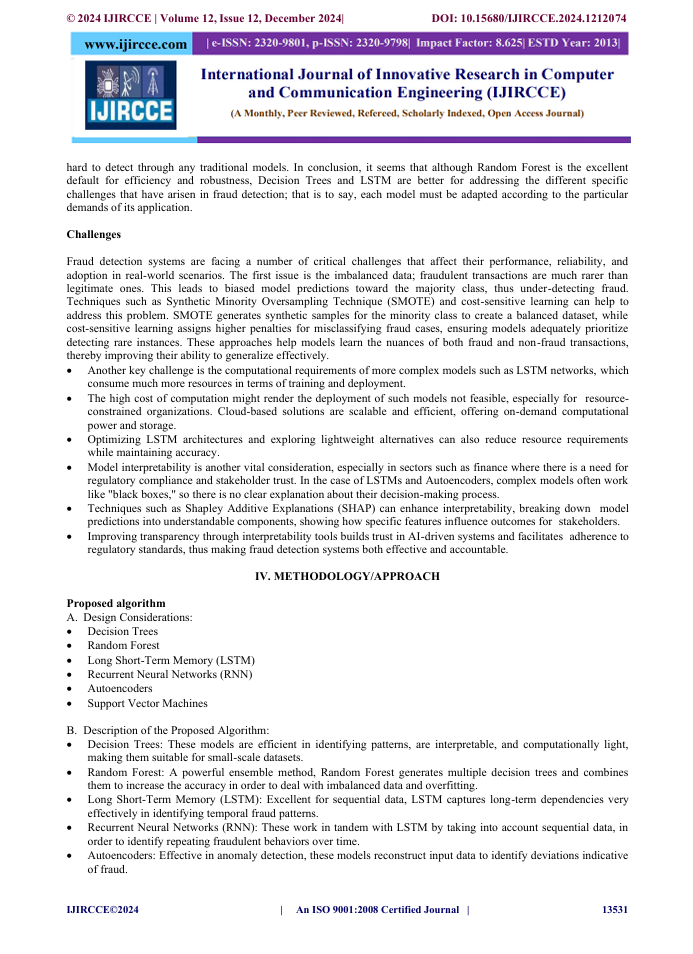 © 2024 IJIRCCE | Volume 12, Issue 12, December 2024| DOI: 10.15680/IJIRCCE.2024.1212074
www.ijircce.com | e-ISSN: 2320-9801, p-ISSN: 2320-9798| Impact Factor: 8.625| ESTD Year: 2013|
International Journal of Innovative Research in Computer
and Communication Engineering (IJIRCCE)
(A Monthly, Peer Reviewed, Refereed, Scholarly Indexed, Open Access Journal)
IJIRCCE
hard to detect through any traditional models. In conclusion, it seems that although Random Forest is the excellent
default for efficiency and robustness, Decision Trees and LSTM are better for addressing the different specific
challenges that have arisen in fraud detection; that is to say, each model must be adapted according to the particular
demands of its application.
Challenges
Fraud detection systems are facing a number of critical challenges that affect their performance, reliability, and
adoption in real-world scenarios. The first issue is the imbalanced data; fraudulent transactions are much rarer than
legitimate ones. This leads to biased model predictions toward the majority class, thus under-detecting fraud.
Techniques such as Synthetic Minority Oversampling Technique (SMOTE) and cost-sensitive learning can help to
address this problem. SMOTE generates synthetic samples for the minority class to create a balanced dataset, while
cost-sensitive learning assigns higher penalties for misclassifying fraud cases, ensuring models adequately prioritize
detecting rare instances. These approaches help models learn the nuances of both fraud and non-fraud transactions,
thereby improving their ability to generalize effectively.
• Another key challenge is the computational requirements of more complex models such as LSTM networks, which
consume much more resources in terms of training and deployment.
• The high cost of computation might render the deployment of such models not feasible, especially for resource-
constrained organizations. Cloud-based solutions are scalable and efficient, offering on-demand computational
power and storage.
• Optimizing LSTM architectures and exploring lightweight alternatives can also reduce resource requirements
while maintaining accuracy.
• Model interpretability is another vital consideration, especially in sectors such as finance where there is a need for
regulatory compliance and stakeholder trust. In the case of LSTMs and Autoencoders, complex models often work
like "black boxes," so there is no clear explanation about their decision-making process.
• Techniques such as Shapley Additive Explanations (SHAP) can enhance interpretability, breaking down model
predictions into understandable components, showing how specific features influence outcomes for stakeholders.
• Improving transparency through interpretability tools builds trust in AI-driven systems and facilitates adherence to
regulatory standards, thus making fraud detection systems both effective and accountable.
IV. METHODOLOGY/APPROACH
Proposed algorithm
A. Design Considerations:
• Decision Trees
• Random Forest
• Long Short-Term Memory (LSTM)
• Recurrent Neural Networks (RNN)
• Autoencoders
• Support Vector Machines
B. Description of the Proposed Algorithm:
• Decision Trees: These models are efficient in identifying patterns, are interpretable, and computationally light,
making them suitable for small-scale datasets.
• Random Forest: A powerful ensemble method, Random Forest generates multiple decision trees and combines
them to increase the accuracy in order to deal with imbalanced data and overfitting.
• Long Short-Term Memory (LSTM): Excellent for sequential data, LSTM captures long-term dependencies very
effectively in identifying temporal fraud patterns.
• Recurrent Neural Networks (RNN): These work in tandem with LSTM by taking into account sequential data, in
order to identify repeating fraudulent behaviors over time.
• Autoencoders: Effective in anomaly detection, these models reconstruct input data to identify deviations indicative
of fraud.
IJIRCCE©2024 | An ISO 9001:2008 Certified Journal | 13531